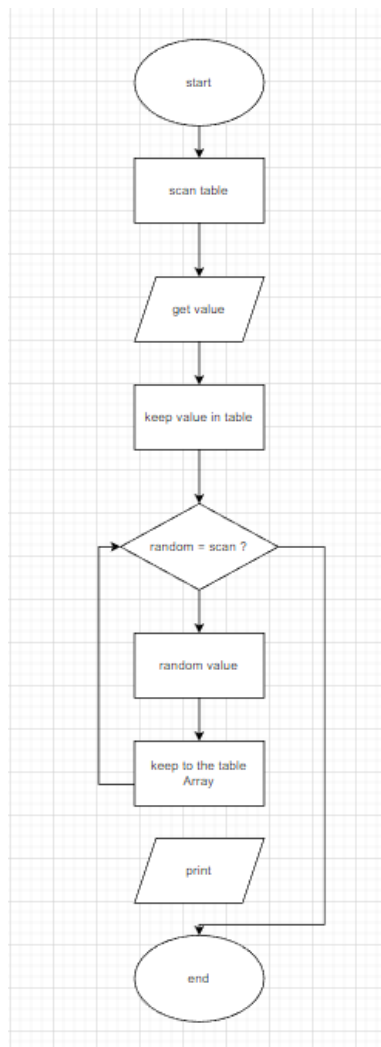 start
scan table
get value
keep value in table
random = scan ?
random value
keep to the table
Array
print
end